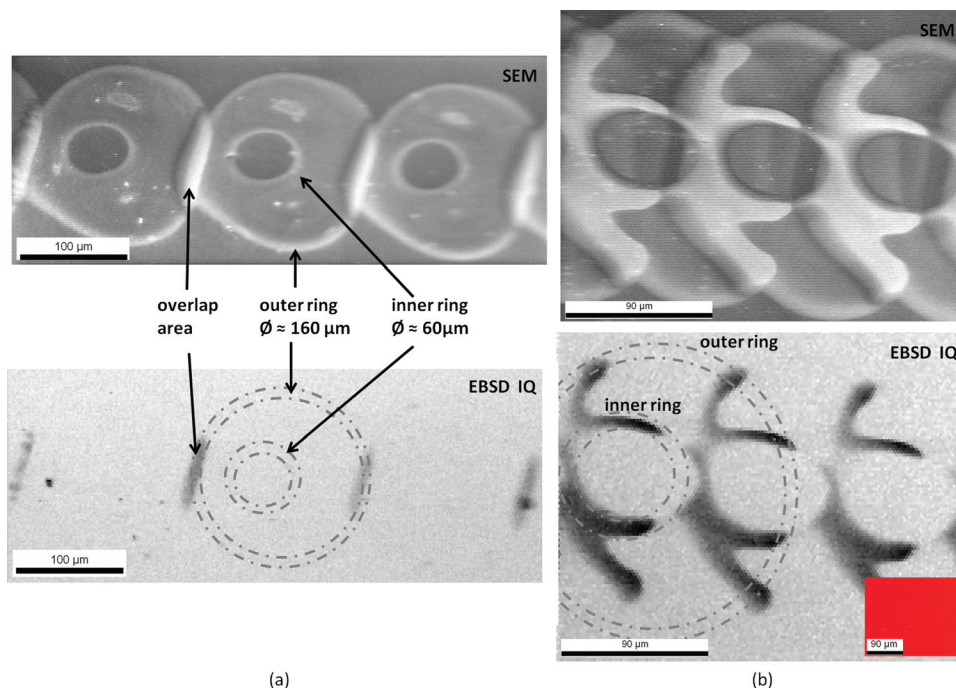 SEM
100 µm
overlap
area
outer ring
Ø ≈ 160 µm
inner ring
Ø ≈ 60µm
EBSD IQ
100 µm
(a)
SEM
90 µm
outer ring
EBSD IQ
inner ring
90 µm
90 µm
(b)